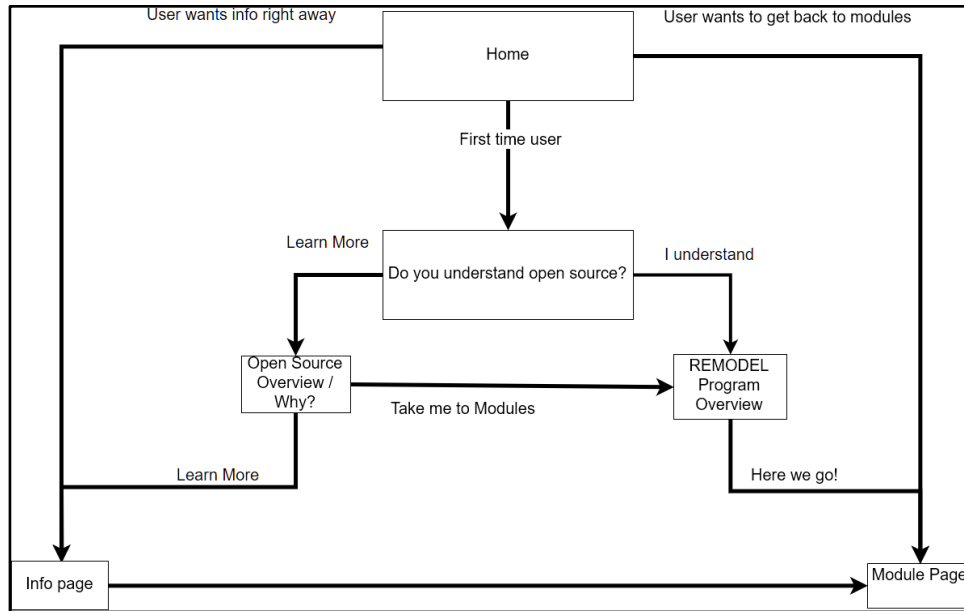 User wants info right away
User wants to get back to modules
Home
First time user
Learn More
I understand
Do you understand open source?
Open Source
Overview /
Why?
REMODEL
Program
Overview
Take me to Modules
Learn More
Here we go!
Info page
Module Page